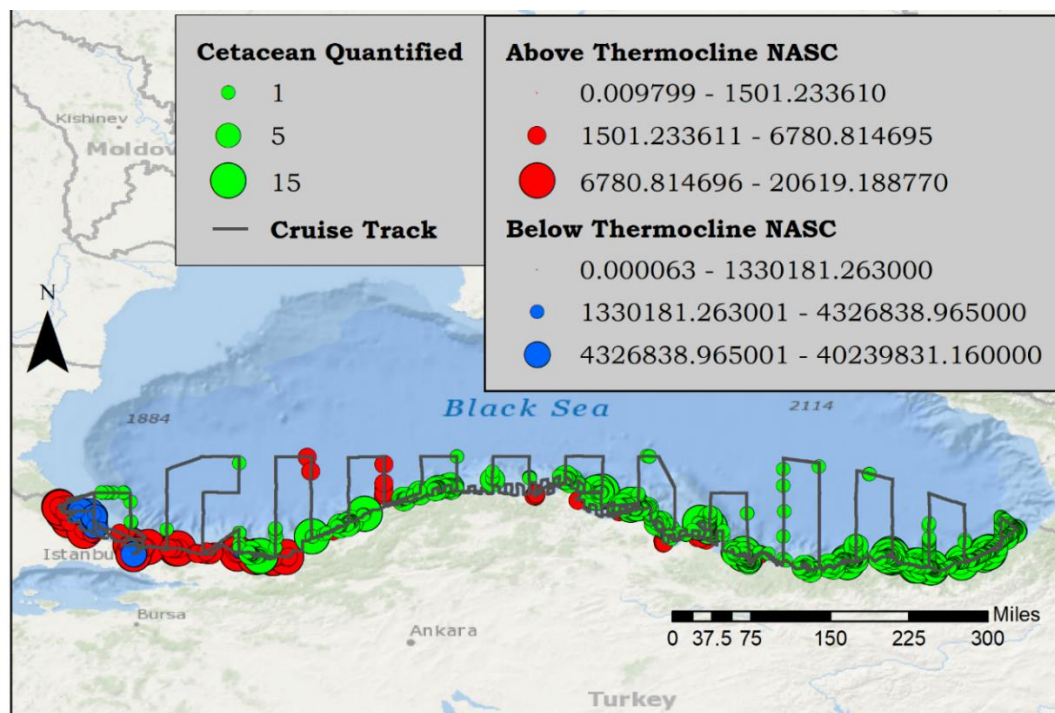 Cetacean Quantified
1
5
15
Cruise Track
Above Thermocline NASC
0.009799 - 1501.233610
1501.233611 - 6780.814695
6780.814696 - 20619.188770
Below Thermocline NASC
0.000063 - 1330181.263000
1330181.263001 - 4326838.965000
4326838.965001 - 40239831.160000
Kishinev
Moldov
N
1884
Black Sea
2114
Istanbu
Bursa
Ankara
Turkey
Miles
0 37.5 75 150 225 300